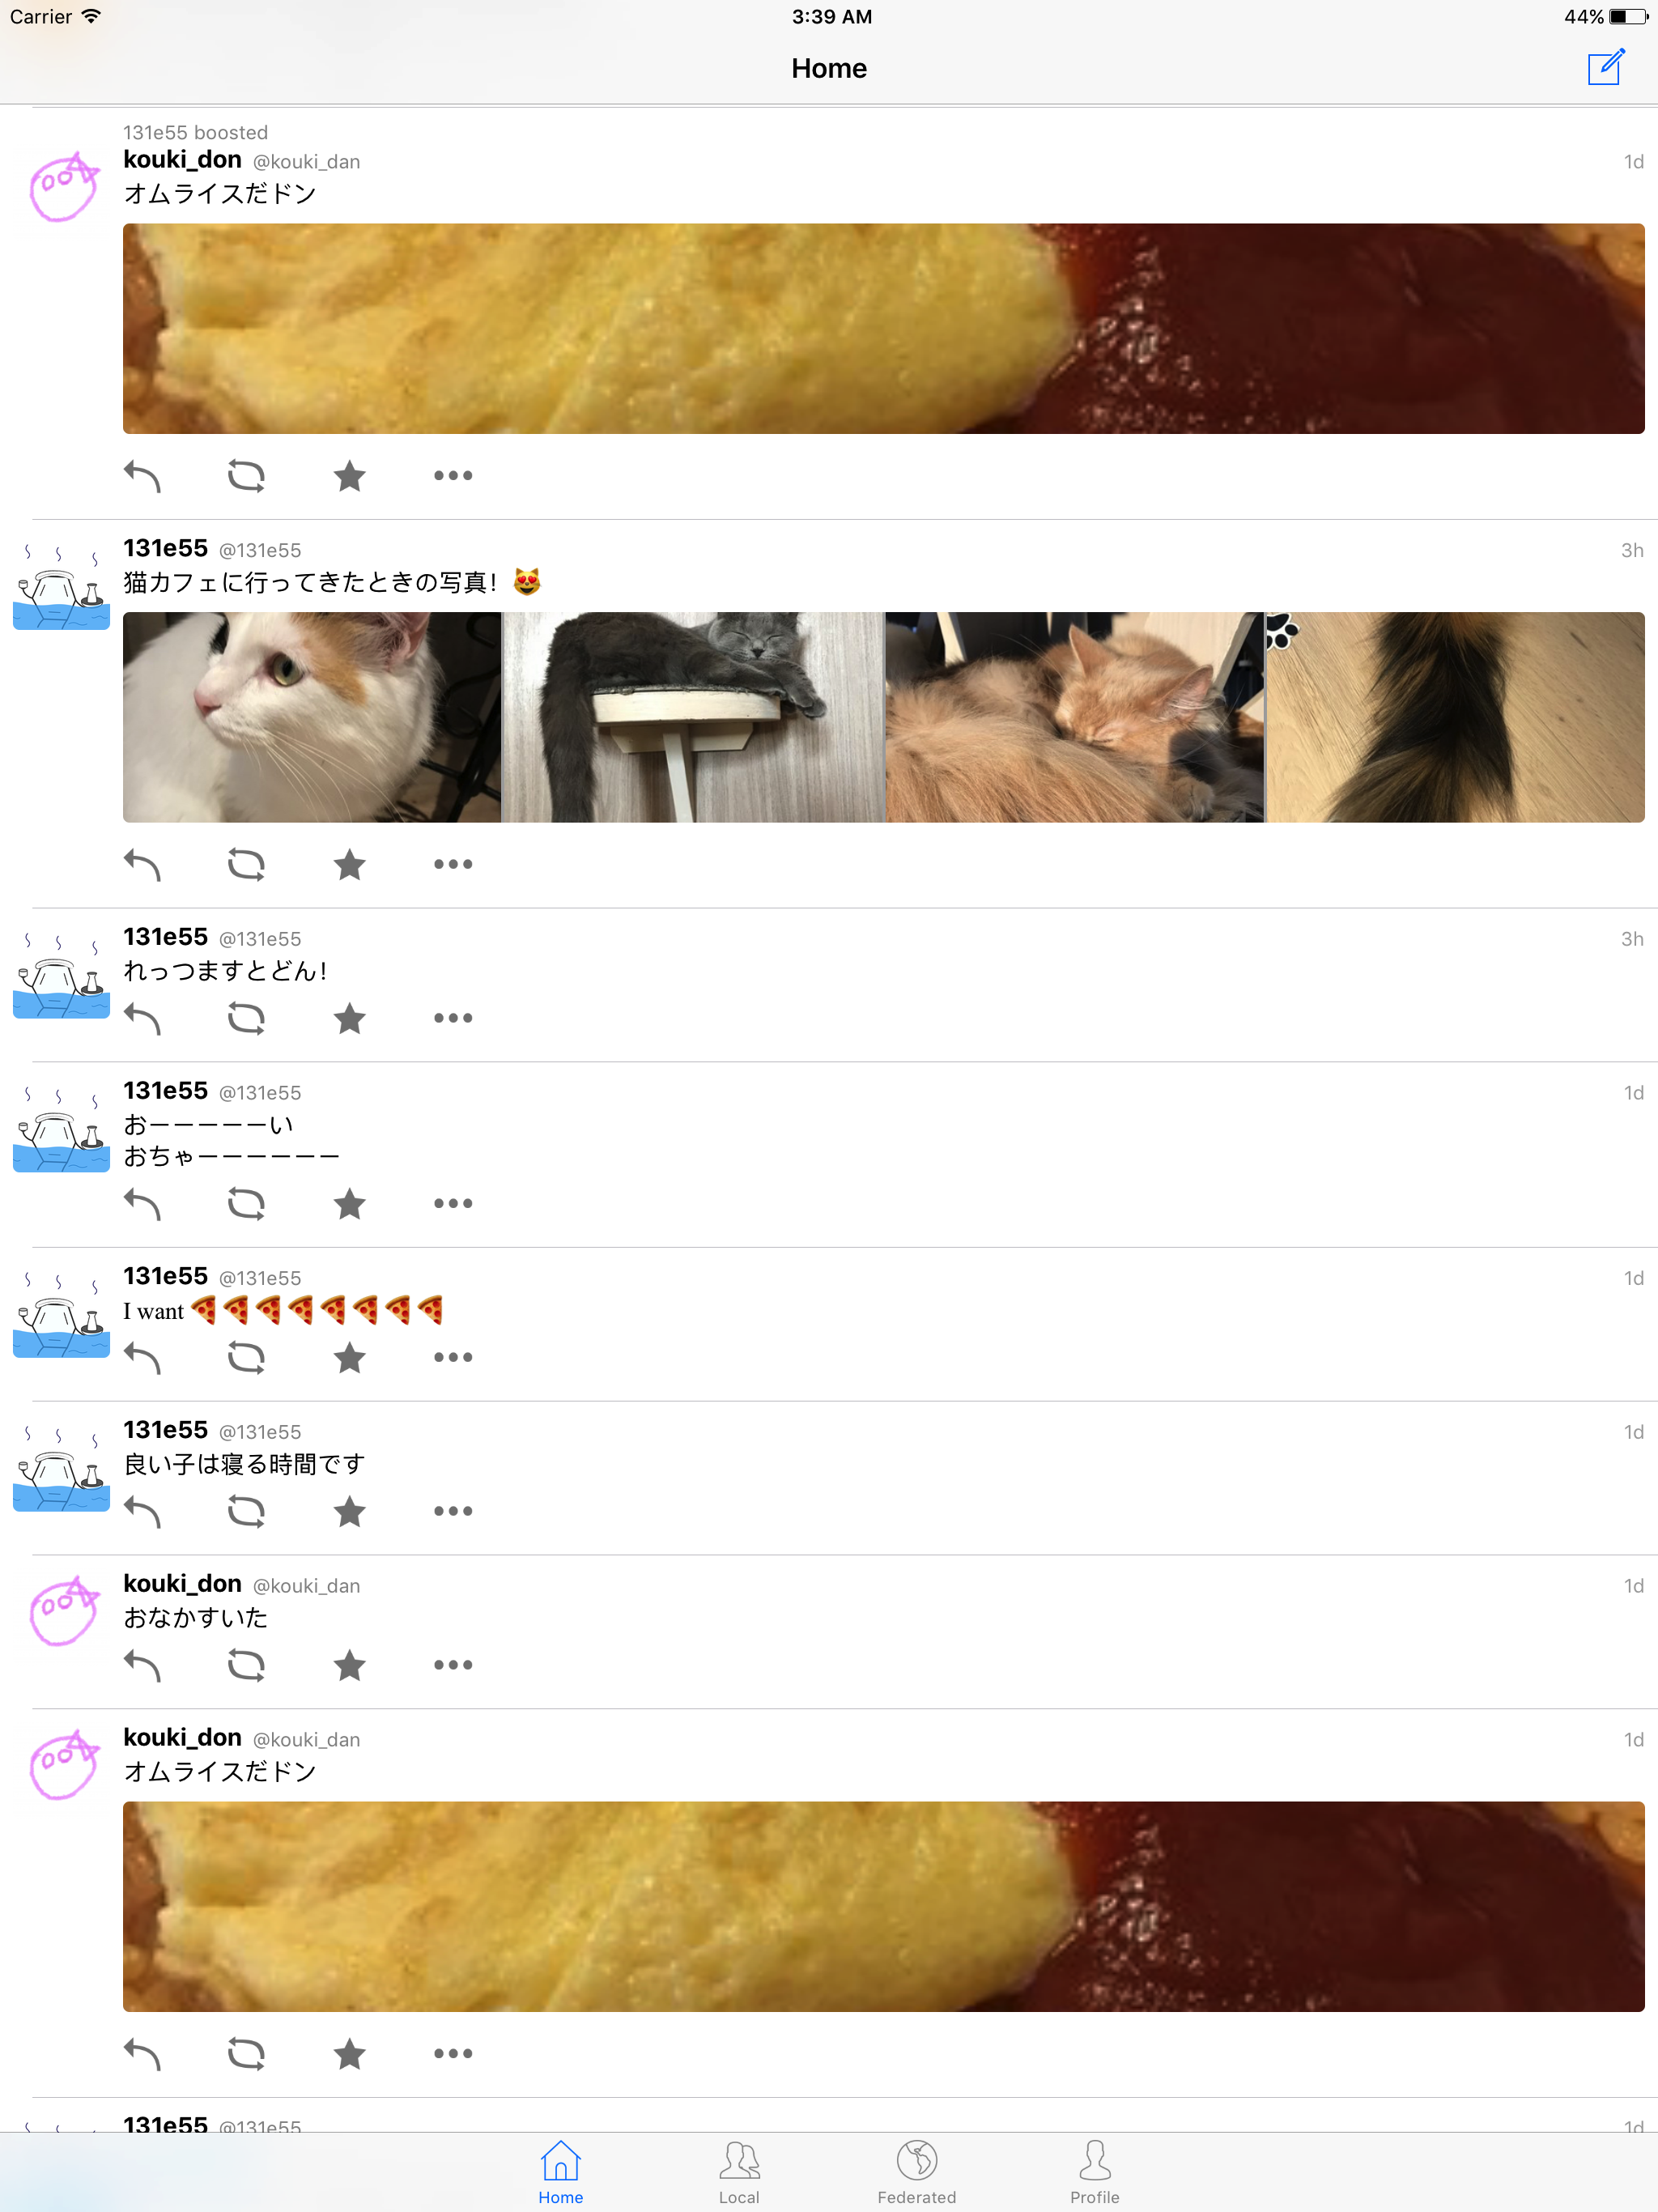 Carrier 3:39 AM 44%
Home
131e55 boosted
kouki_don @kouki_dan 1d
オムライスだドン
131e55 @131e55 3h
猫カフェに行ってきたときの写真！😻
131e55 @131e55 3h
れっつますとどん！
131e55 @131e55 1d
おーーーーーい
おちゃーーーーーー
131e55 @131e55 1d
I want 🍕🍕🍕🍕🍕🍕🍕🍕
131e55 @131e55 1d
良い子は寝る時間です
kouki_don @kouki_dan 1d
おなかすいた
kouki_don @kouki_dan 1d
オムライスだドン
131e55 @131e55 1d
Home Local Federated Profile